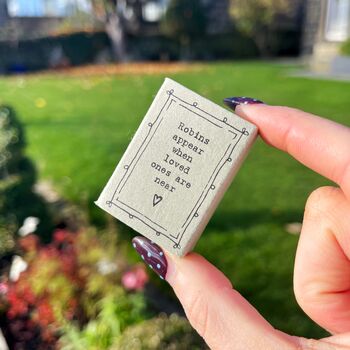 Robins
appear
when
loved
ones are
near